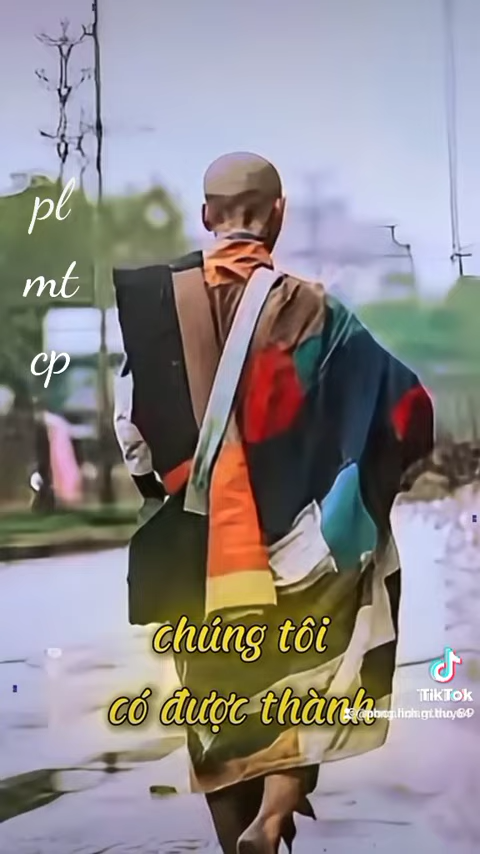 pl
mt
cp
chúng tôi
có được thành
TikTok